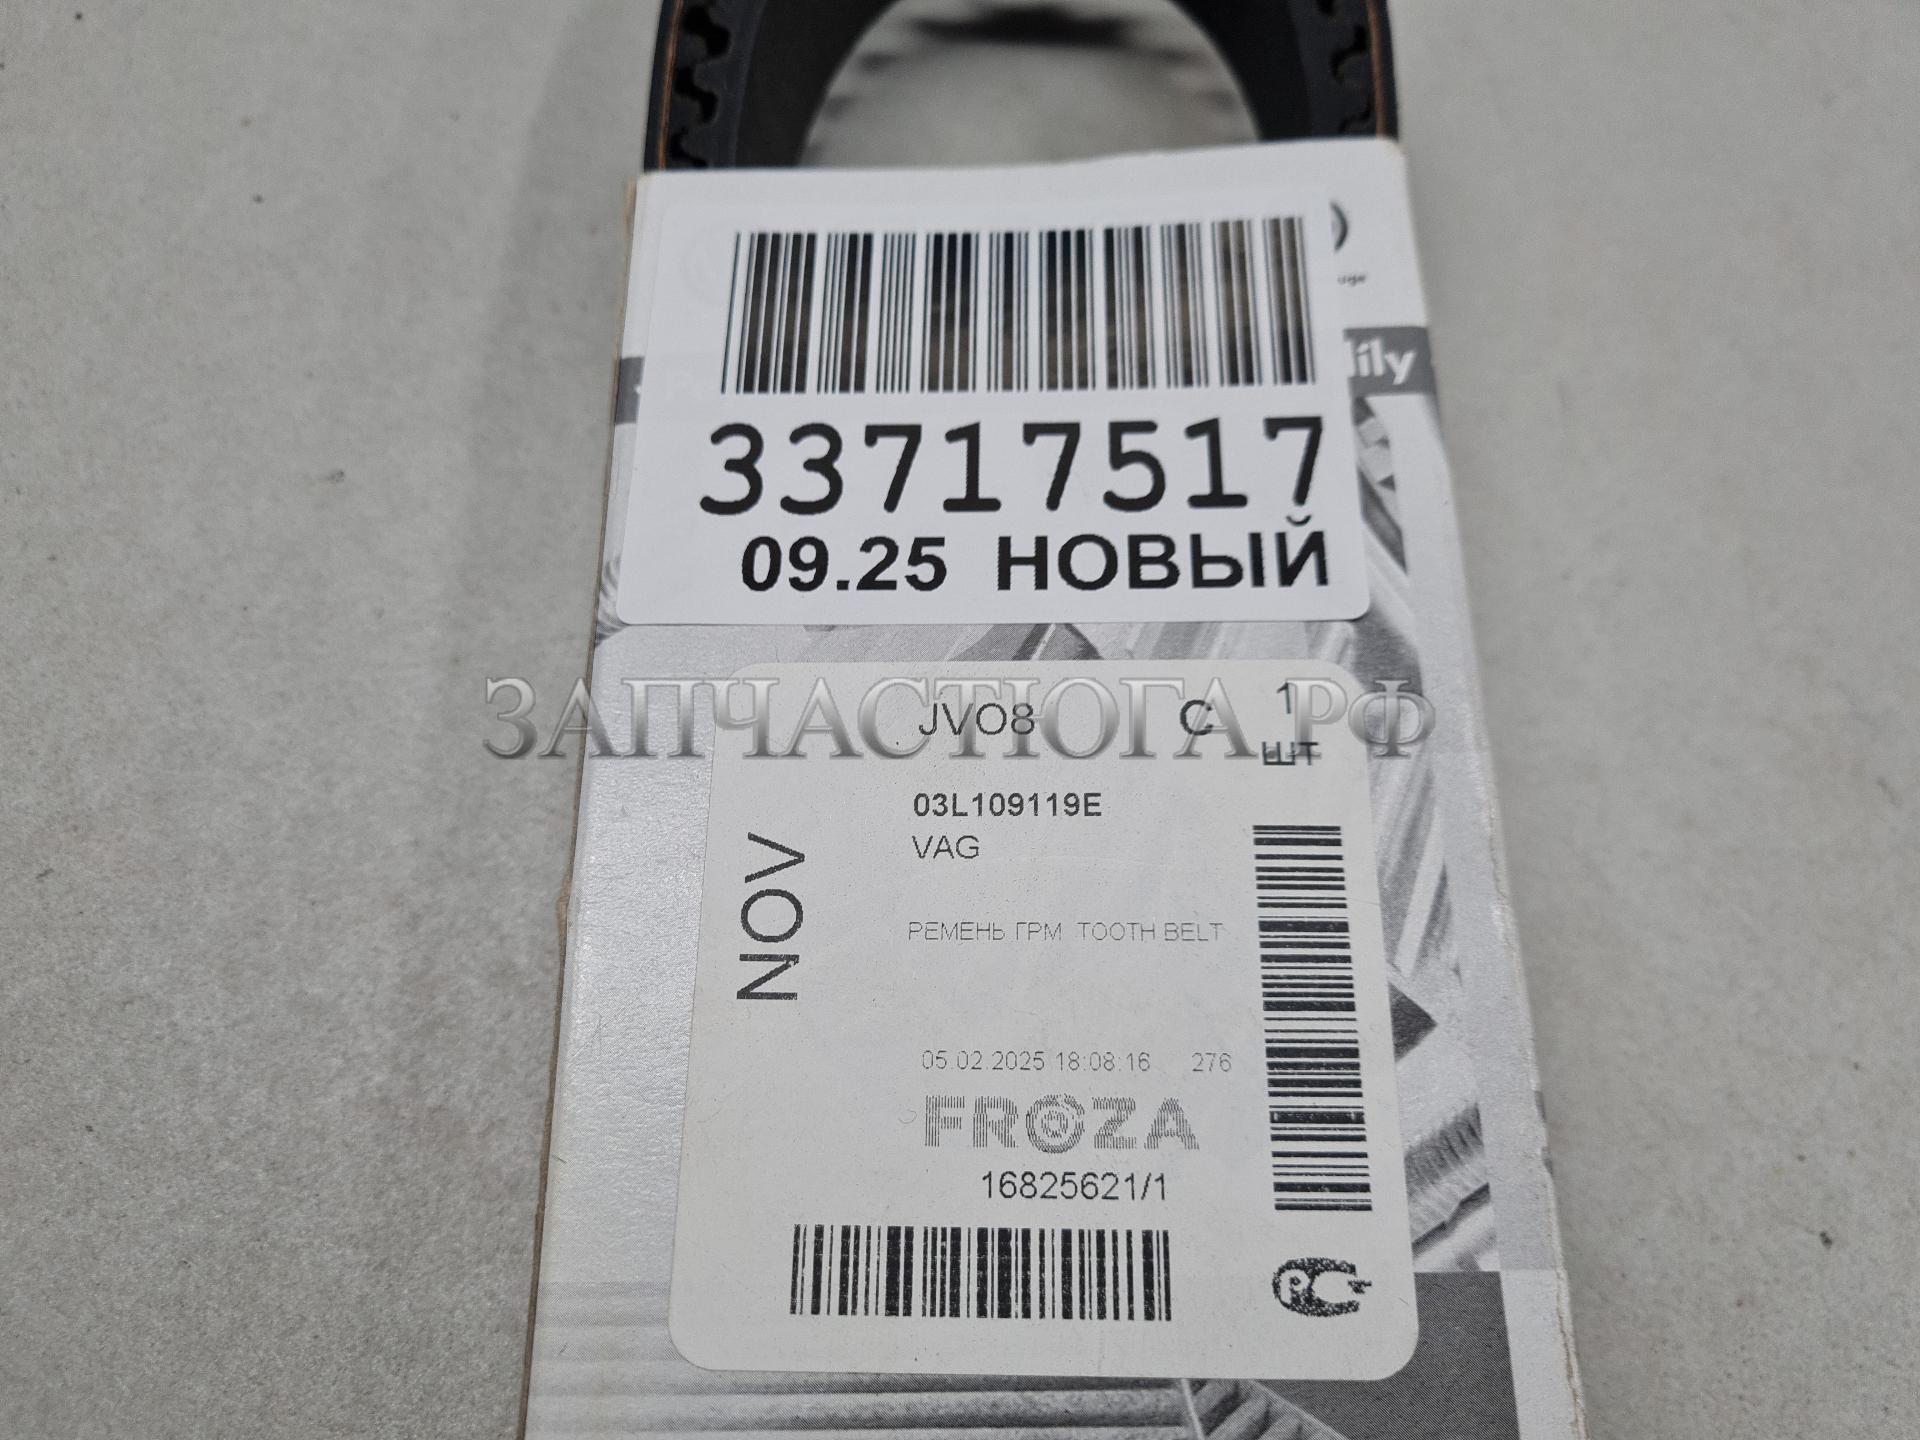 33717517
09.25 НОВЫЙ
ЗАПЧАСТЮГА.РФ
JVO8 C 1
ШТ
03L109119E
VAG
NOV
РЕМЕНЬ ГРМ TOOTH BELT
05.02.2025 18:08:16 276
FROZA
16825621/1
РС